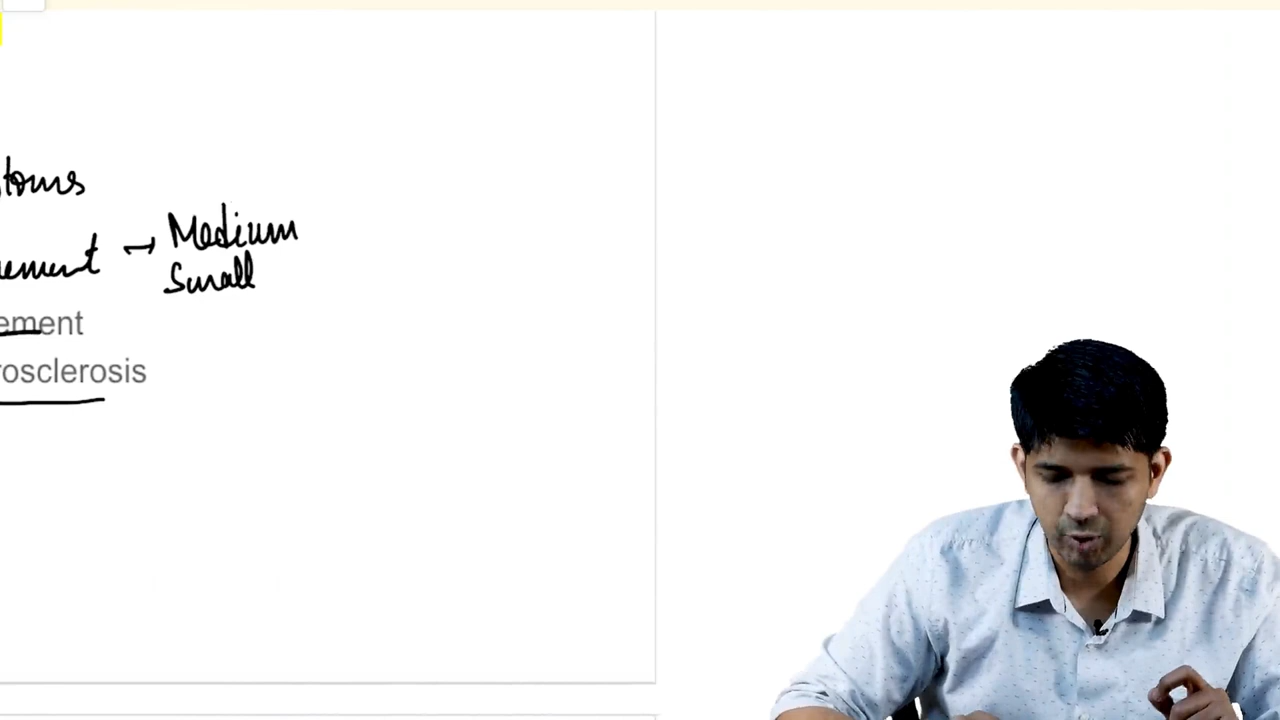 toms
Medium
ement Small
ement
rosclerosis